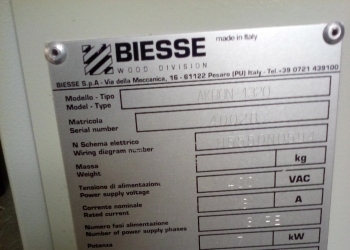 BIESSE
made in Italy
WOOD DIVISION
BIESSE S.p.A - Via della Meccanica, 16 - 61122 Pesaro (PU) Italy - Tel.+39 0721 439100
Modello - Tipo
Model - Type
Matricola
Serial number
N Schema elettrico
Wiring diagram number
Massa
Weight
kg
Tensione di alimentazione
Power supply voltage
VAC
Corrente nominale
Rated current
A
Numero fasi alimentazione
Number of power supply phases
Potenza
kW